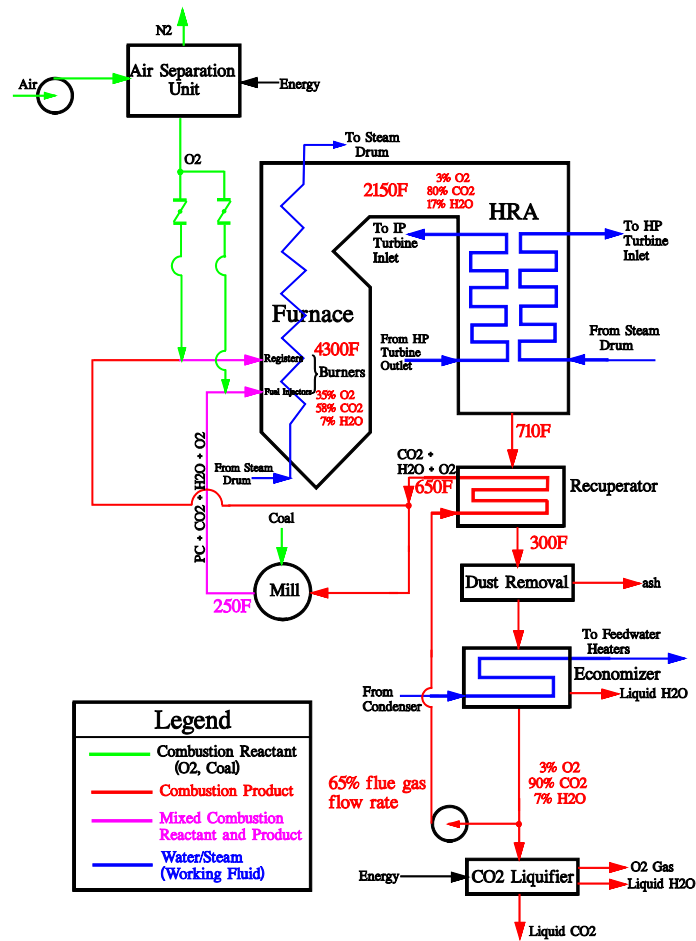 N2
Air Separation
Unit
Air
Energy
O2
To Steam
Drum
2150F
3% O2
80% CO2
17% H2O
HRA
To IP
Turbine
Inlet
To HP
Turbine
Inlet
Furnace
4300F
Registers
Burners
Fuel Injectors
35% O2
58% CO2
7% H2O
From HP
Turbine
Outlet
From Steam
Drum
710F
CO2 +
H2O + O2
650F
Recuperator
From Steam
Drum
PC + CO2 + H2O + O2
Coal
300F
Mill
250F
Dust Removal
ash
To Feedwater
Heaters
Economizer
From
Condenser
Liquid H2O
Legend
Combustion Reactant
(O2, Coal)
Combustion Product
Mixed Combustion
Reactant and Product
Water/Steam
(Working Fluid)
65% flue gas
flow rate
3% O2
90% CO2
7% H2O
Energy
CO2 Liquifier
O2 Gas
Liquid H2O
Liquid CO2